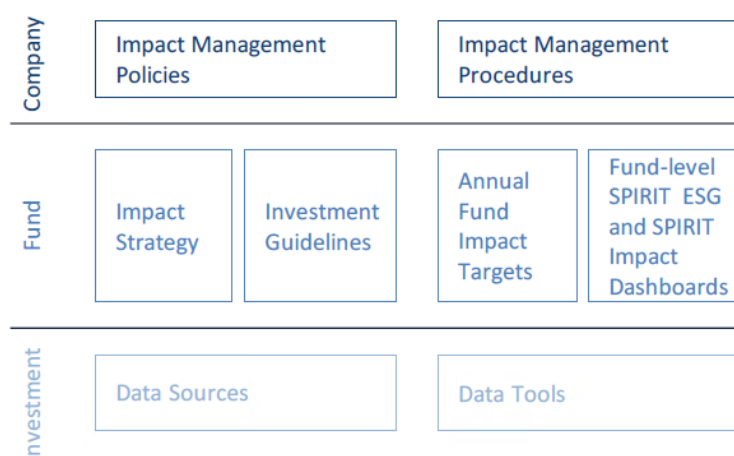 Company
Impact Management
Policies
Impact Management
Procedures
Fund
Impact
Strategy
Investment
Guidelines
Annual
Fund
Impact
Targets
Fund-level
SPIRIT ESG
and SPIRIT
Impact
Dashboards
nvestment
Data Sources
Data Tools